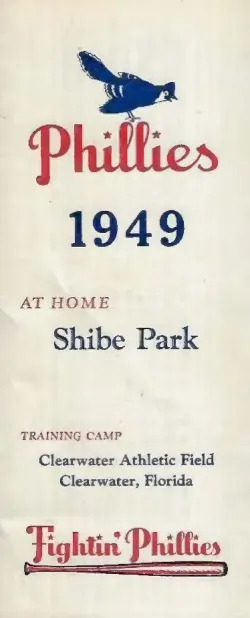 Phillies
1949
AT HOME
Shibe Park
TRAINING CAMP
Clearwater Athletic Field
Clearwater, Florida
Fightin' Phillies